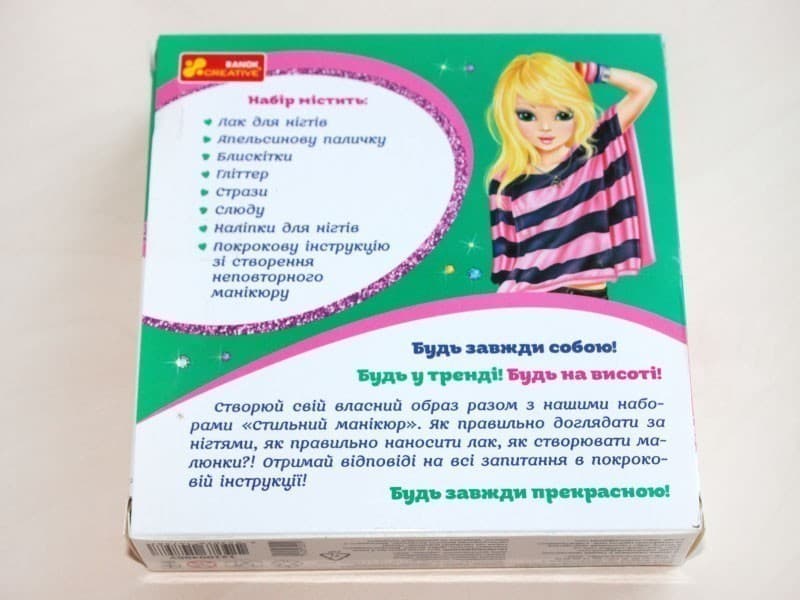 RANOK
CREATIVE
Набір містить:
Лак для нігтів
Апельсинову паличку
Блискітки
Гліттер
Стрази
Слюду
Наліпки для нігтів
Покрокову інструкцію
зі створення
неповторного
манікюру
Будь завжди собою!
Будь у тренді! Будь на висоті!
Створюй свій власний образ разом з нашими набо-
рами «Стильний манікюр». Як правильно доглядати за
нігтями, як правильно наносити лак, як створювати ма-
люнки?! Отримай відповіді на всі запитання в покроко-
вій інструкції!
Будь завжди прекрасною!